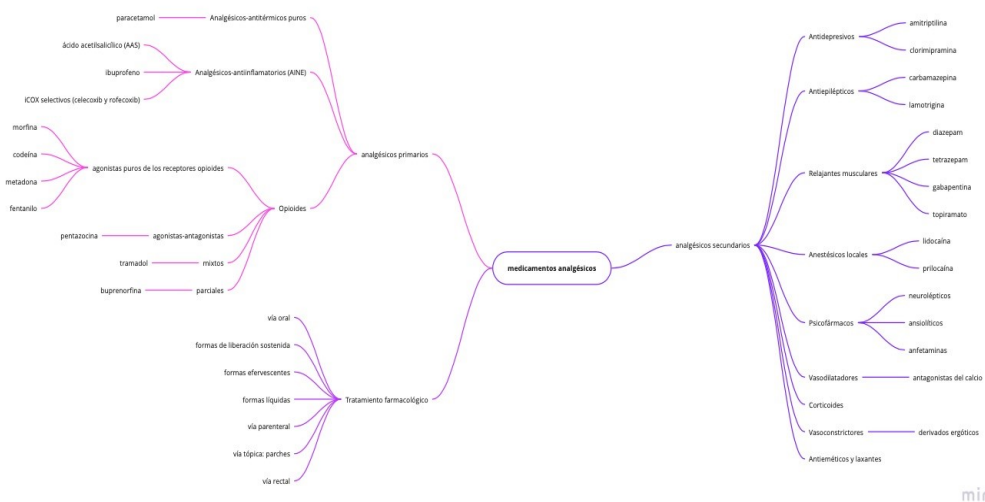 medicamentos analgésicos
analgésicos primarios
Analgésicos-antitérmicos puros
paracetamol
Analgésicos-antiinflamatorios (AINE)
ácido acetilsalicílico (AAS)
ibuprofeno
iCOX selectivos (celecoxib y rofecoxib)
Opioides
agonistas puros de los receptores opioides
morfina
codeína
metadona
fentanilo
agonistas-antagonistas
pentazocina
mixtos
tramadol
parciales
buprenorfina
Tratamiento farmacológico
vía oral
formas de liberación sostenida
formas efervescentes
formas líquidas
vía parenteral
vía tópica: parches
vía rectal
analgésicos secundarios
Antidepresivos
amitriptilina
clorimipramina
Antiepilépticos
carbamazepina
lamotrigina
Relajantes musculares
diazepam
tetrazepam
gabapentina
topiramato
Anestésicos locales
lidocaína
prilocaína
Psicofármacos
neurolépticos
ansiolíticos
anfetaminas
Vasodilatadores
antagonistas del calcio
Corticoides
Vasoconstrictores
derivados ergóticos
Antieméticos y laxantes